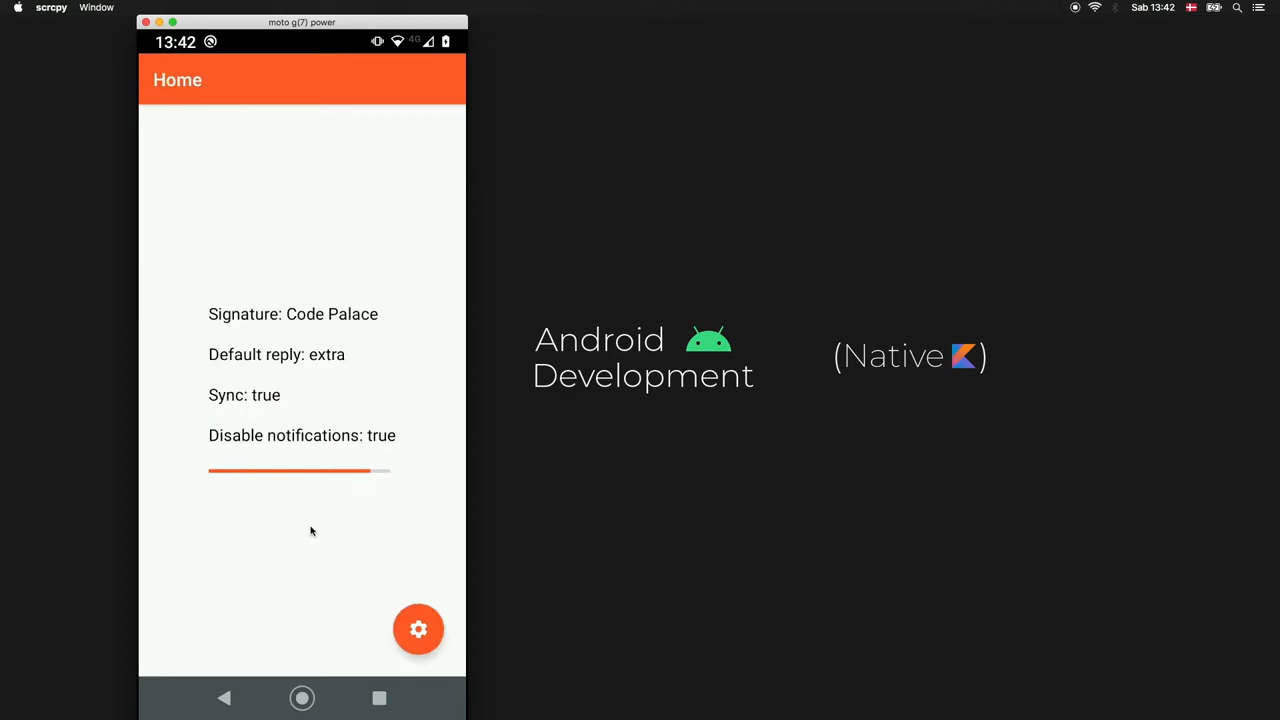 scrcpy Window
Sab 13:42
moto g(7) power
13:42
4G
Home
Signature: Code Palace
Default reply: extra
Sync: true
Disable notifications: true
Android
Development
(Native )